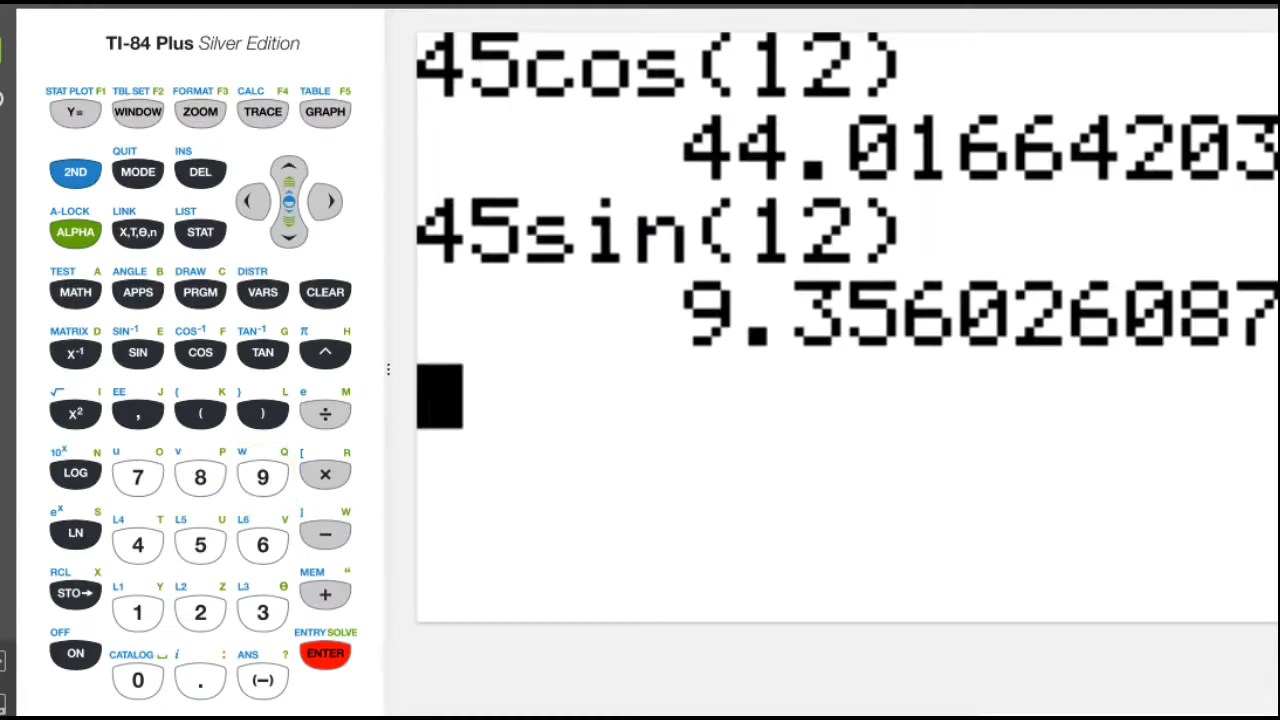 TI-84 Plus Silver Edition
45cos(12)
44.01664203
45sin(12)
9.356026087
STAT PLOT F1 TBL SET F2 FORMAT F3 CALC F4 TABLE F5
Y= WINDOW ZOOM TRACE GRAPH
QUIT INS
2ND MODE DEL
A-LOCK LINK LIST
ALPHA X,T,Θ,n STAT
TEST A ANGLE B DRAW C DISTR
MATH APPS PRGM VARS CLEAR
MATRIX D SIN⁻¹ E COS⁻¹ F TAN⁻¹ G π H
X⁻¹ SIN COS TAN ^
√ I EE J { K } L e M
X² , ( ) ÷
10ˣ N u O v P w Q [ R
LOG 7 8 9 ×
eˣ S L4 T L5 U L6 V ] W
LN 4 5 6 −
RCL X L1 Y L2 Z L3 Θ MEM “
STO→ 1 2 3 +
OFF CATALOG ⎵ i : ANS ? ENTRY SOLVE
ON 0 . (−) ENTER